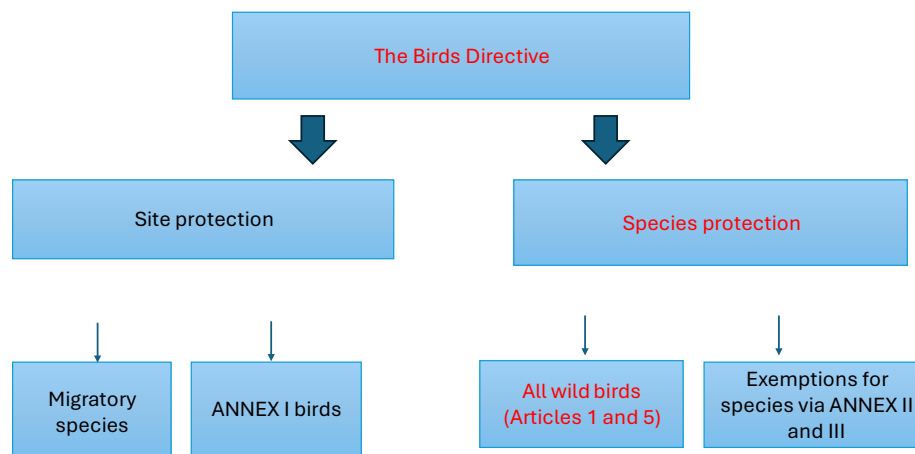 The Birds Directive
Site protection
Species protection
Migratory
species
ANNEX I birds
All wild birds
(Articles 1 and 5)
Exemptions for
species via ANNEX II
and III